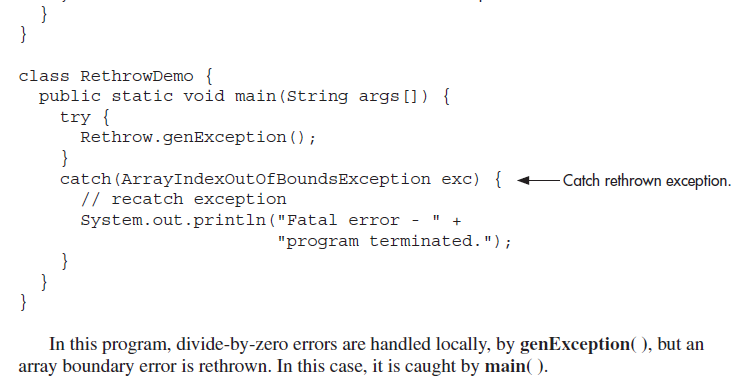 }
}
class RethrowDemo {
public static void main(String args[]) {
try {
Rethrow.genException();
}
catch(ArrayIndexOutOfBoundsException exc) { Catch rethrown exception.
// recatch exception
System.out.println("Fatal error - " +
"program terminated.");
}
}
}
In this program, divide-by-zero errors are handled locally, by genException( ), but an
array boundary error is rethrown. In this case, it is caught by main( ).